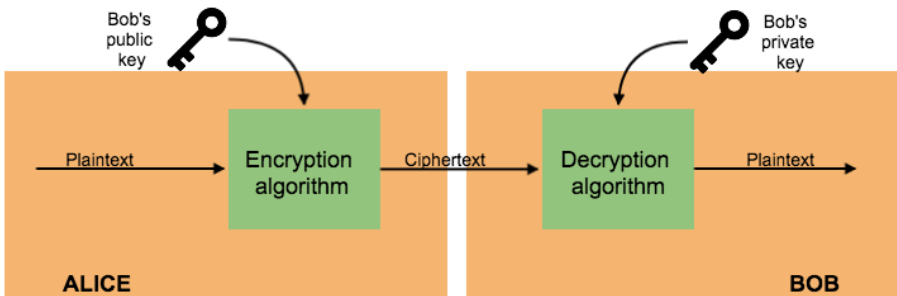 Bob's
public
key
Bob's
private
key
Plaintext
Encryption
algorithm
Ciphertext
Decryption
algorithm
Plaintext
ALICE
BOB